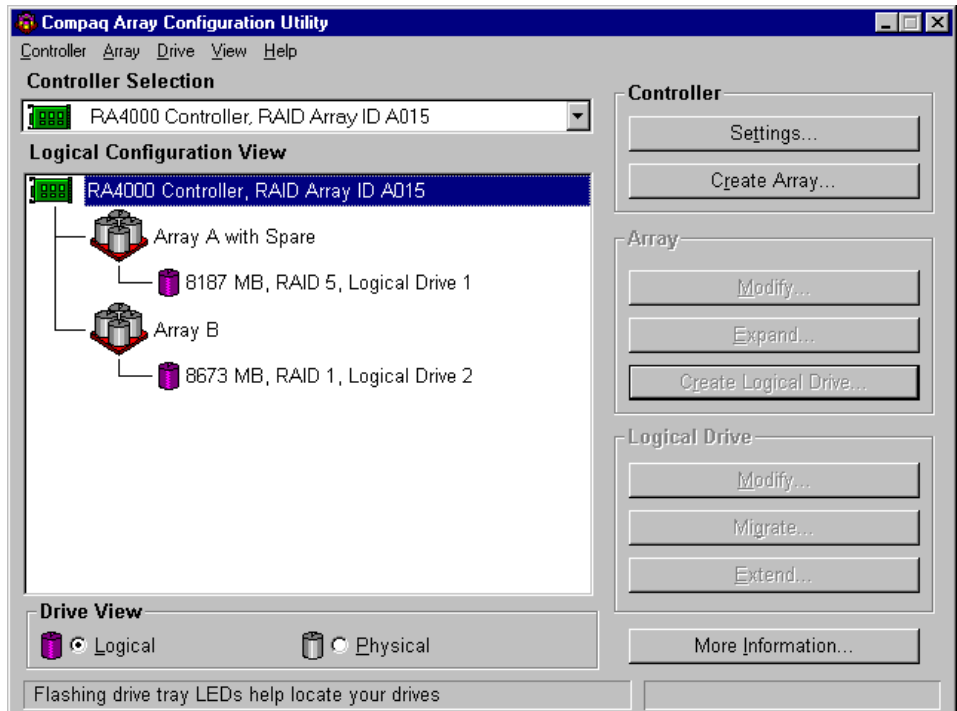 Compaq Array Configuration Utility
Controller Array Drive View Help
Controller Selection
RA4000 Controller, RAID Array ID A015
Logical Configuration View
RA4000 Controller, RAID Array ID A015
Array A with Spare
8187 MB, RAID 5, Logical Drive 1
Array B
8673 MB, RAID 1, Logical Drive 2
Drive View
Logical
Physical
Controller
Settings...
Create Array...
Array
Modify...
Expand...
Create Logical Drive...
Logical Drive
Modify...
Migrate...
Extend...
More Information...
Flashing drive tray LEDs help locate your drives